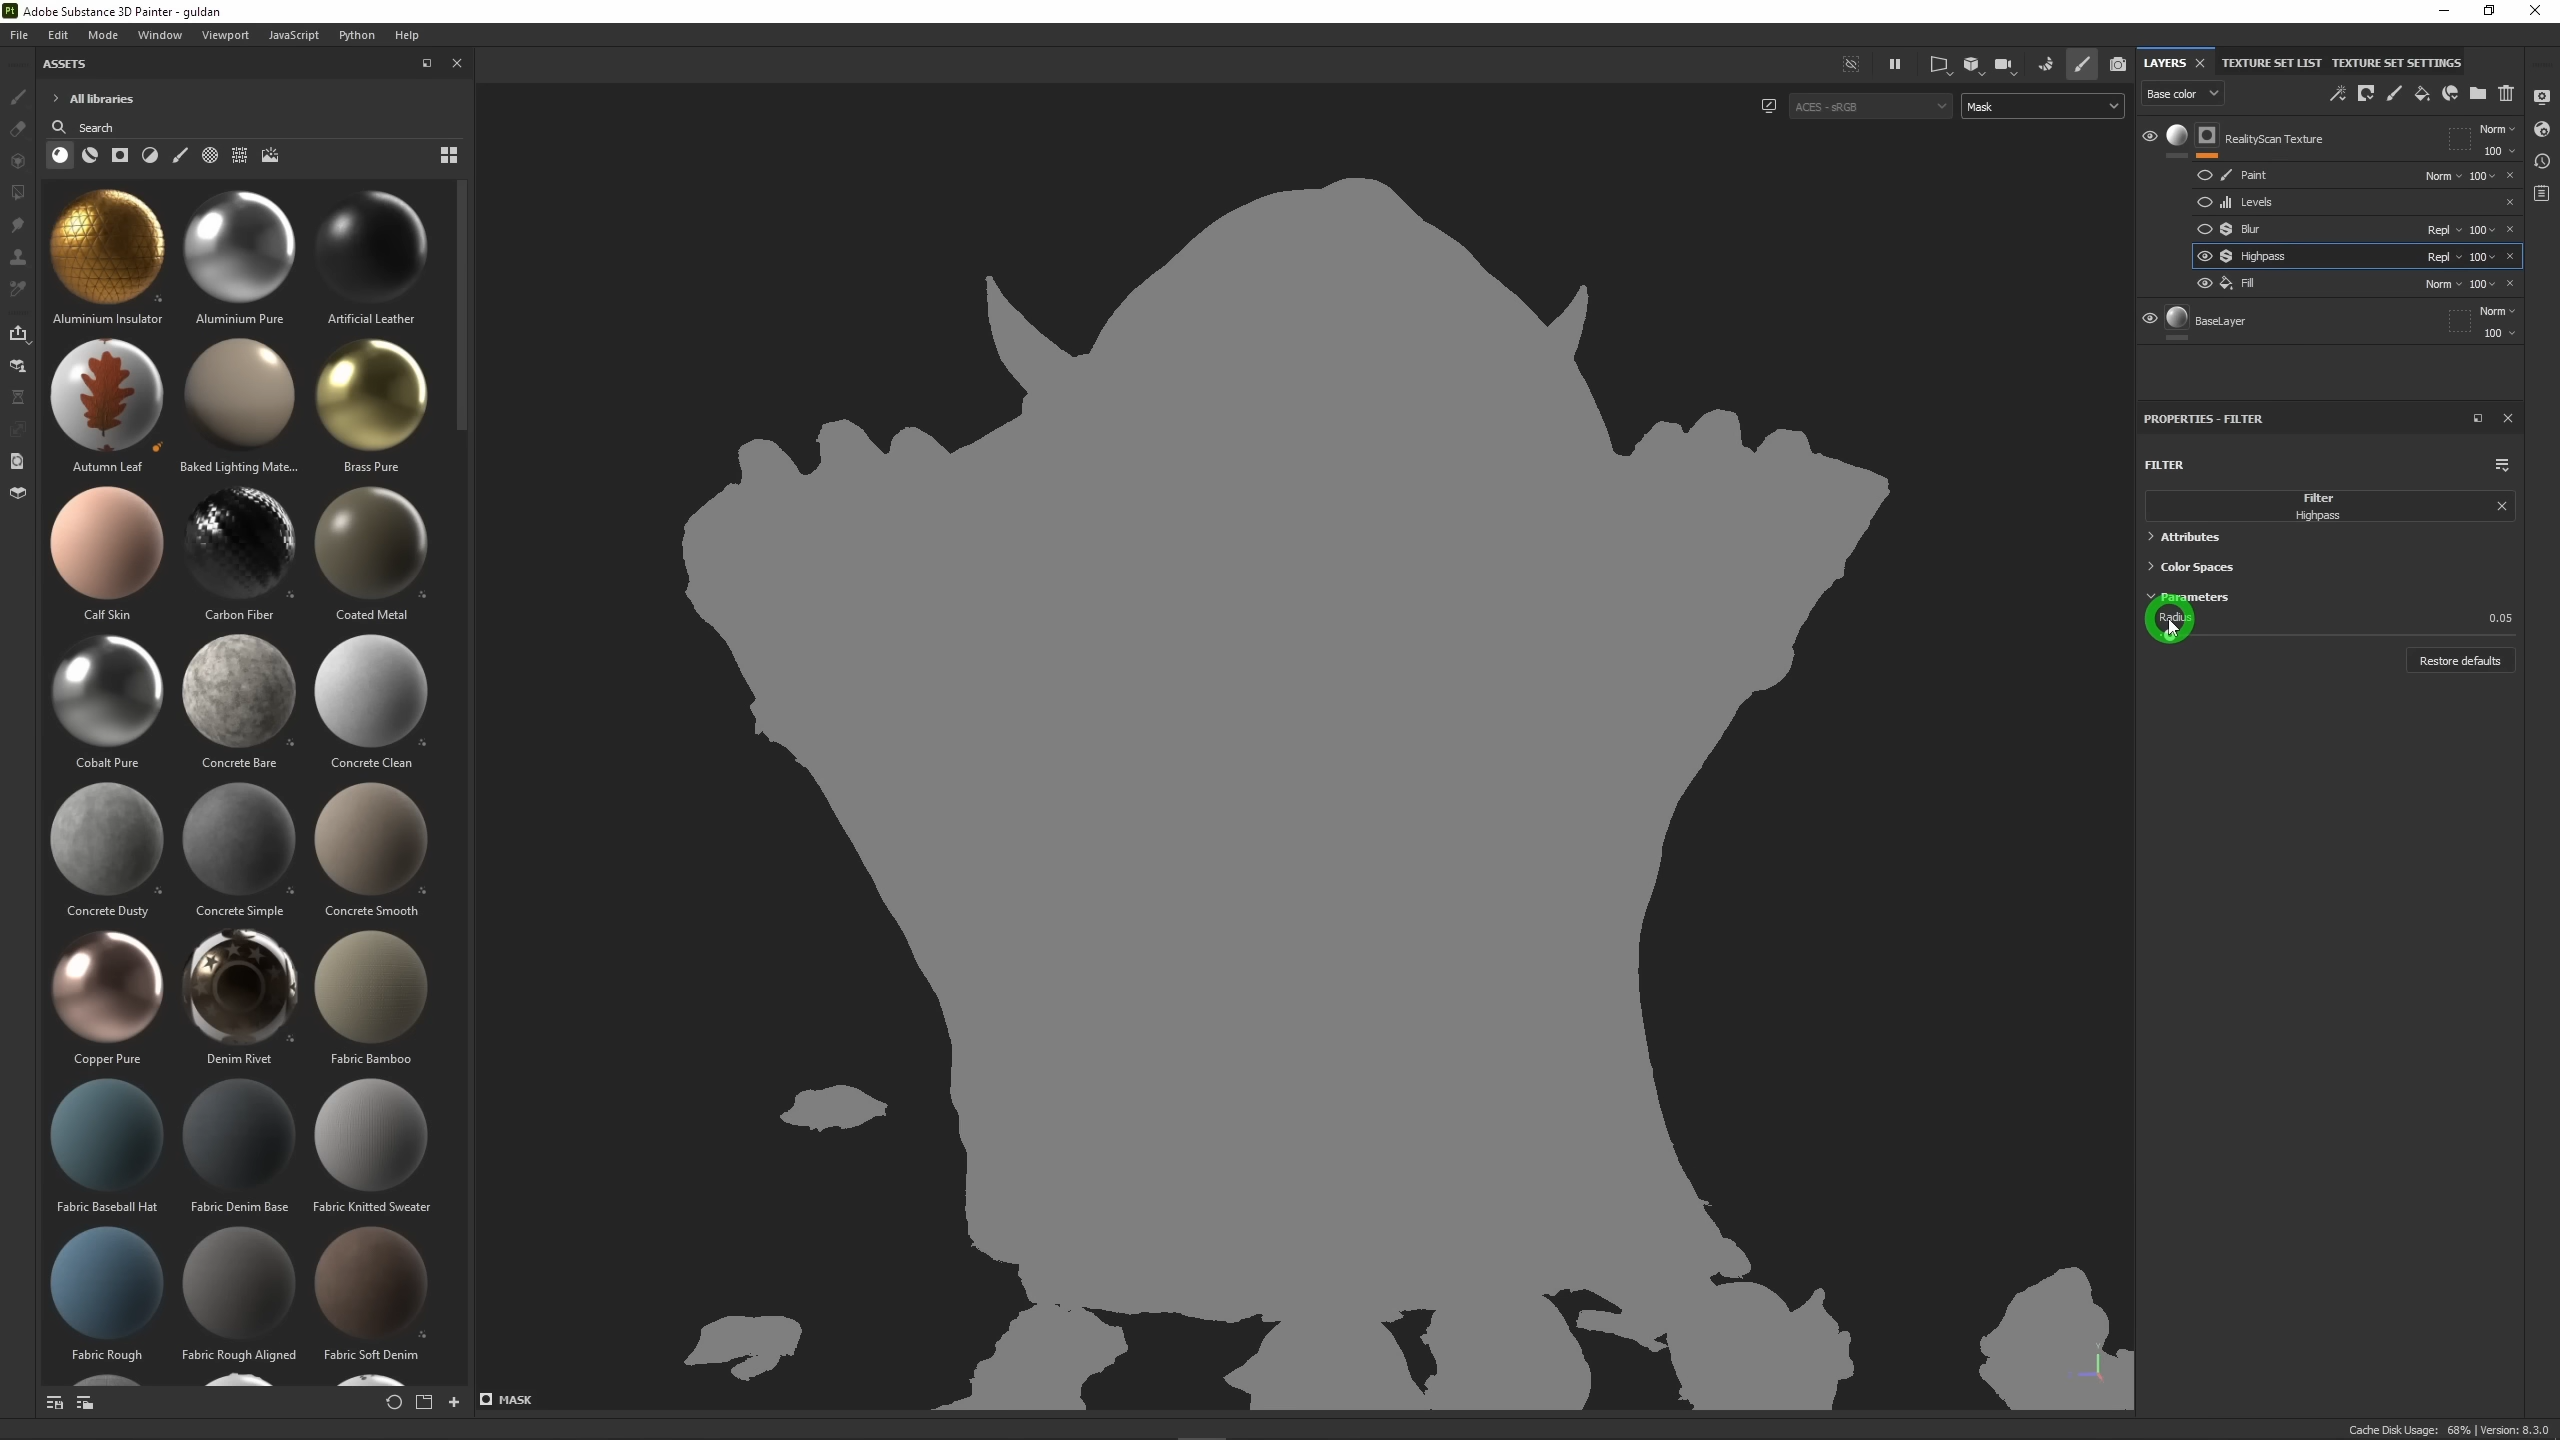 Pt Adobe Substance 3D Painter - guldan
File Edit Mode Window Viewport JavaScript Python Help
ASSETS
All libraries
Search
Aluminium Insulator Aluminium Pure Artificial Leather
Autumn Leaf Baked Lighting Mate... Brass Pure
Calf Skin Carbon Fiber Coated Metal
Cobalt Pure Concrete Bare Concrete Clean
Concrete Dusty Concrete Simple Concrete Smooth
Copper Pure Denim Rivet Fabric Bamboo
Fabric Baseball Hat Fabric Denim Base Fabric Knitted Sweater
Fabric Rough Fabric Rough Aligned Fabric Soft Denim
ACES - sRGB Mask
MASK
LAYERS TEXTURE SET LIST TEXTURE SET SETTINGS
Base color
RealityScan Texture Norm
100
Paint Norm 100
Levels
Blur Repl 100
Highpass Repl 100
Fill Norm 100
BaseLayer Norm
100
PROPERTIES - FILTER
FILTER
Filter
Highpass
Attributes
Color Spaces
Parameters
Radius 0.05
Restore defaults
Cache Disk Usage: 68% | Version: 8.3.0